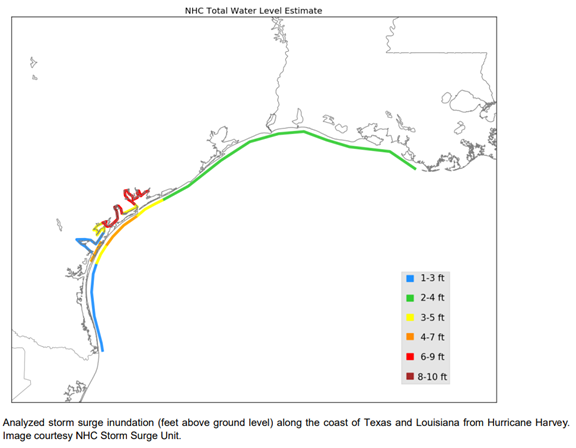 NHC Total Water Level Estimate
1-3 ft
2-4 ft
3-5 ft
4-7 ft
6-9 ft
8-10 ft
Analyzed storm surge inundation (feet above ground level) along the coast of Texas and Louisiana from Hurricane Harvey.
Image courtesy NHC Storm Surge Unit.